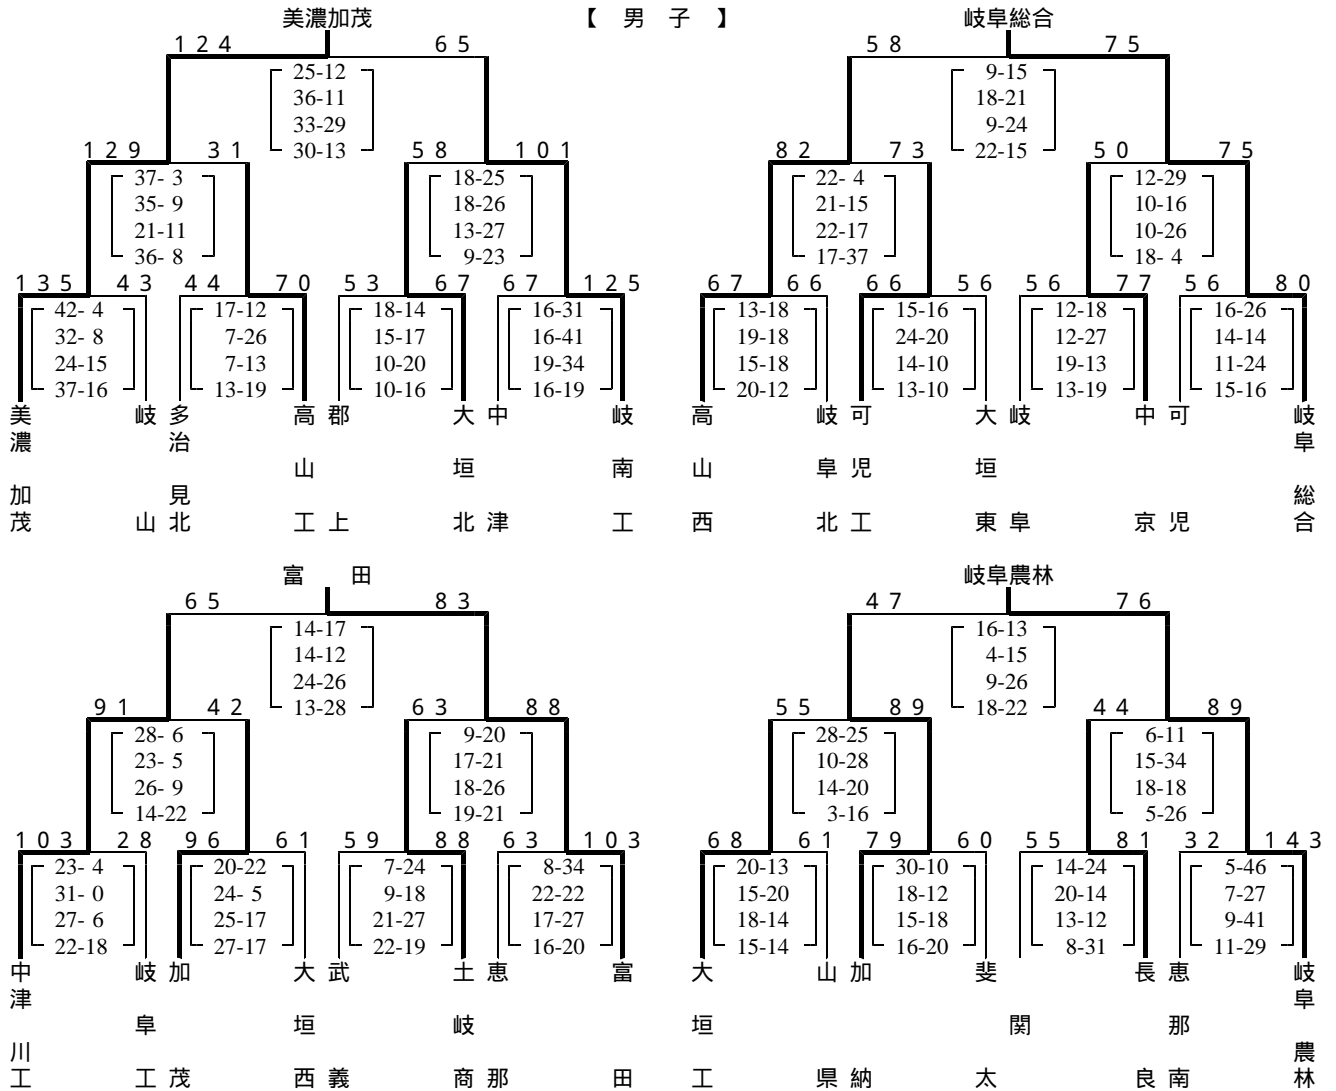 美濃加茂 【 男 子 】 岐阜総合
124 65 58 75
25-12 9-15
36-11 18-21
33-29 9-24
30-13 22-15
129 31 58 101 82 73 50 75
37- 3 18-25 22- 4 12-29
35- 9 18-26 21-15 10-16
21-11 13-27 22-17 10-26
36- 8 9-23 17-37 18- 4
135 43 44 70 53 67 67 125 67 66 66 56 56 77 56 80
42- 4 17-12 18-14 16-31 13-18 15-16 12-18 16-26
32- 8 7-26 15-17 16-41 19-18 24-20 12-27 14-14
24-15 7-13 10-20 19-34 15-18 14-10 19-13 11-24
37-16 13-19 10-16 16-19 20-12 13-10 13-19 15-16
美濃加茂 岐山 多治見北 高山工 郡上 大垣北 中津 岐南工 高山西 岐阜北 可児工 大垣東 岐阜 中京 可児 岐阜総合
富 田 岐阜農林
65 83 47 76
14-17 16-13
14-12 4-15
24-26 9-26
13-28 18-22
91 42 63 88 55 89 44 89
28- 6 9-20 28-25 6-11
23- 5 17-21 10-28 15-34
26- 9 18-26 14-20 18-18
14-22 19-21 3-16 5-26
103 28 96 61 59 88 63 103 68 61 79 60 55 81 32 143
23- 4 20-22 7-24 8-34 20-13 30-10 14-24 5-46
31- 0 24- 5 9-18 22-22 15-20 18-12 20-14 7-27
27- 6 25-17 21-27 17-27 18-14 15-18 13-12 9-41
22-18 27-17 22-19 16-20 15-14 16-20 8-31 11-29
中津川工 岐阜工 加茂 大垣西 武義 土岐商 恵那 富田 大垣工 山県 加納 斐太 関 長良 恵那南 岐阜農林